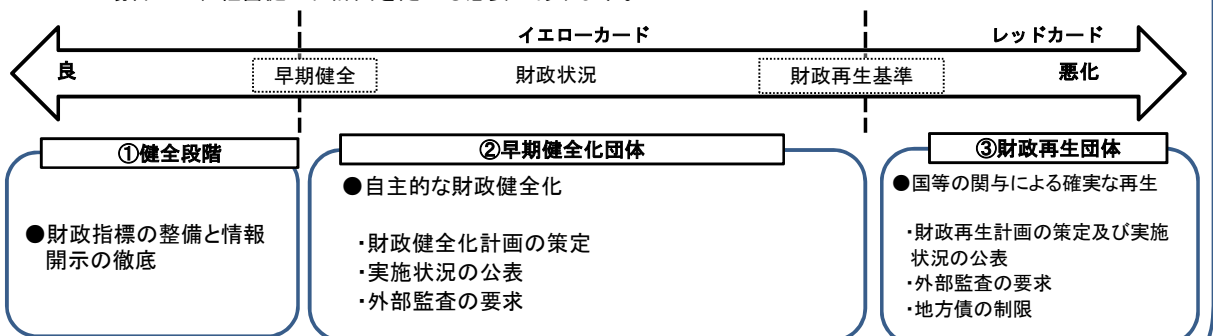 イエローカード
レッドカード
良
早期健全
財政状況
財政再生基準
悪化
①健全段階
●財政指標の整備と情報
開示の徹底
②早期健全化団体
●自主的な財政健全化
・財政健全化計画の策定
・実施状況の公表
・外部監査の要求
③財政再生団体
●国等の関与による確実な再生
・財政再生計画の策定及び実施
状況の公表
・外部監査の要求
・地方債の制限